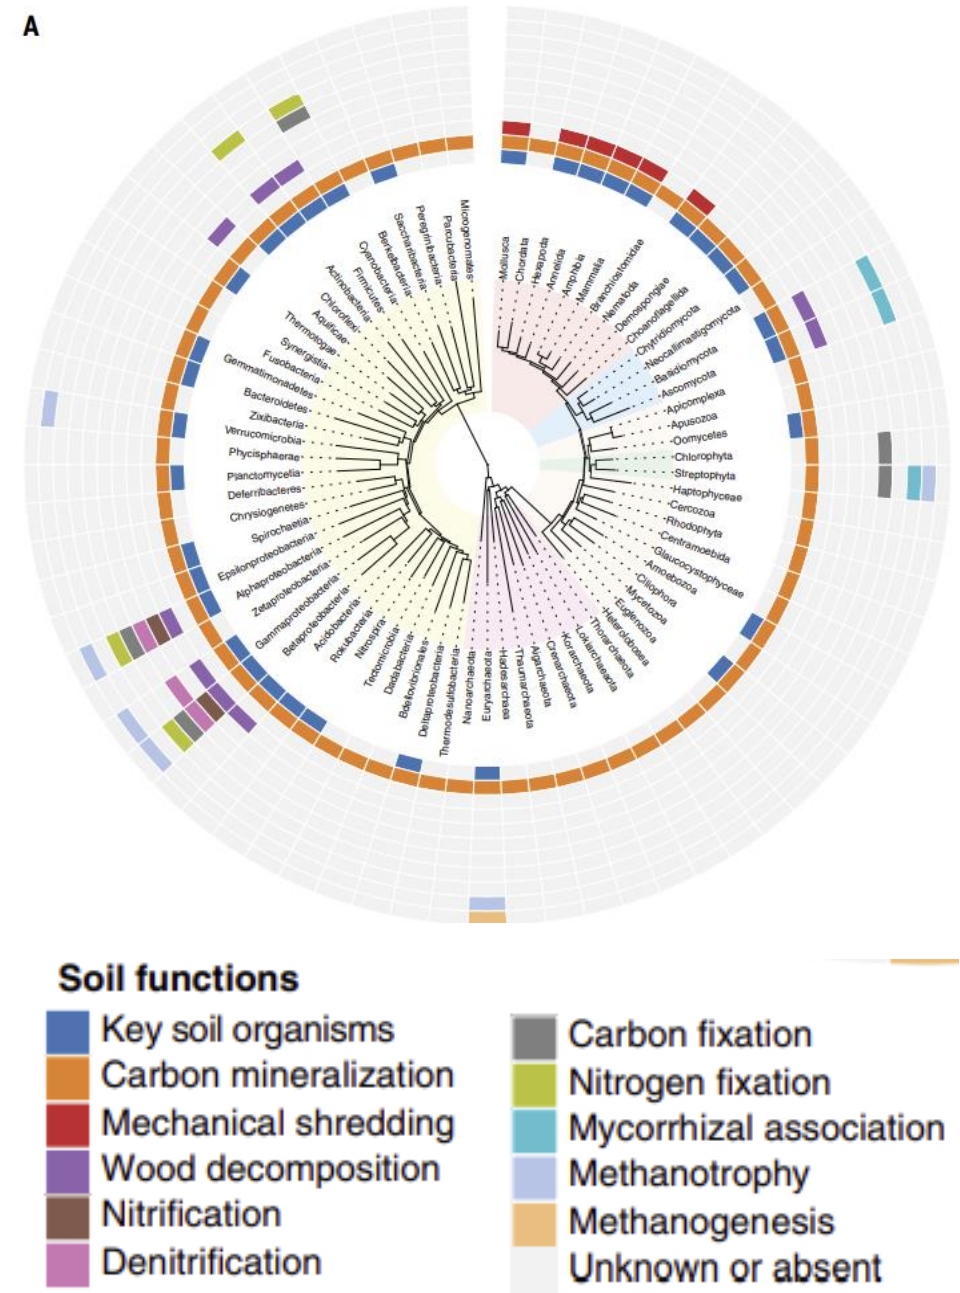 A
Mollusca
Chordata
Hexapoda
Annelida
Amphibia
Mammalia
Branchiostomidae
Nematoda
Demospongiae
Choanoflagellida
Chytridiomycota
Neocallimastigomycota
Basidiomycota
Ascomycota
Apicomplexa
Apusozoa
Oomycetes
Chlorophyta
Streptophyta
Haptophyceae
Cercozoa
Rhodophyta
Centramoebida
Glaucocystophyceae
Amoebozoa
Ciliophora
Mycetozoa
Euglenozoa
Heterolobosea
Thorarchaeota
Lokiarchaeota
Korarchaeota
Crenarchaeota
Aigarchaeota
Thaumarchaeota
Hadesarchaea
Euryarchaeota
Nanoarchaeota
Thermodesulfobacteria
Deltaproteobacteria
Bdellovibrionales
Dadabacteria
Tectomicrobia
Nitrospira
Rokubacteria
Acidobacteria
Betaproteobacteria
Gammaproteobacteria
Zetaproteobacteria
Alphaproteobacteria
Epsilonproteobacteria
Spirochaetia
Chrysiogenetes
Deferribacteres
Planctomycetia
Phycisphaerae
Verrucomicrobia
Zixibacteria
Bacteroidetes
Gemmatimonadetes
Fusobacteria
Synergistia
Thermotogae
Aquificae
Chloroflexi
Actinobacteria
Firmicutes
Cyanobacteria
Berkelbacteria
Saccharibacteria
Peregrinibacteria
Parcubacteria
Microgenomates
Soil functions
Key soil organisms
Carbon mineralization
Mechanical shredding
Wood decomposition
Nitrification
Denitrification
Carbon fixation
Nitrogen fixation
Mycorrhizal association
Methanotrophy
Methanogenesis
Unknown or absent